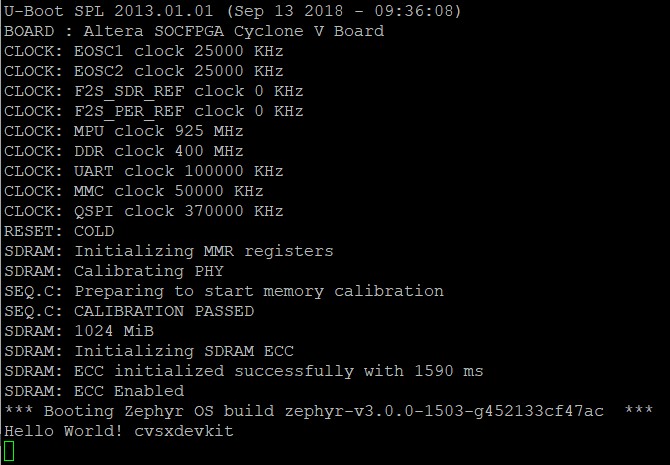 U-Boot SPL 2013.01.01 (Sep 13 2018 - 09:36:08)
BOARD : Altera SOCFPGA Cyclone V Board
CLOCK: EOSC1 clock 25000 KHz
CLOCK: EOSC2 clock 25000 KHz
CLOCK: F2S_SDR_REF clock 0 KHz
CLOCK: F2S_PER_REF clock 0 KHz
CLOCK: MPU clock 925 MHz
CLOCK: DDR clock 400 MHz
CLOCK: UART clock 100000 KHz
CLOCK: MMC clock 50000 KHz
CLOCK: QSPI clock 370000 KHz
RESET: COLD
SDRAM: Initializing MMR registers
SDRAM: Calibrating PHY
SEQ.C: Preparing to start memory calibration
SEQ.C: CALIBRATION PASSED
SDRAM: 1024 MiB
SDRAM: Initializing SDRAM ECC
SDRAM: ECC initialized successfully with 1590 ms
SDRAM: ECC Enabled
*** Booting Zephyr OS build zephyr-v3.0.0-1503-g452133cf47ac  ***
Hello World! cvsxdevkit